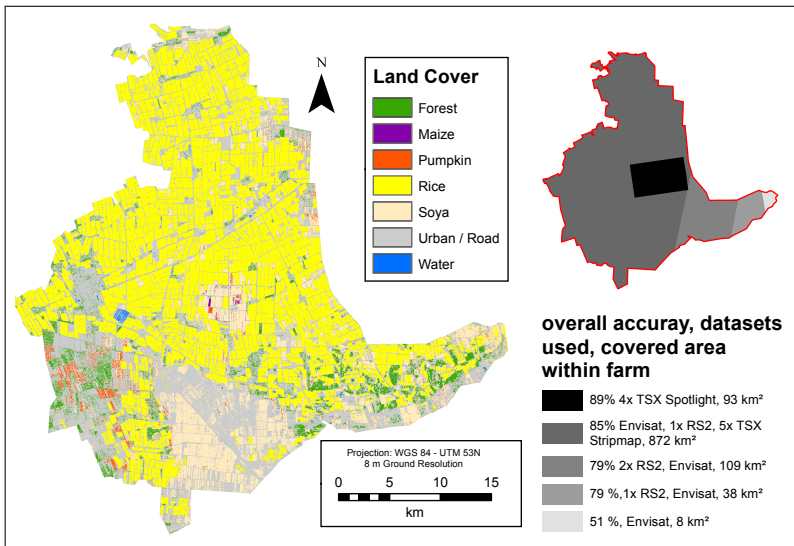 N
Land Cover
Forest
Maize
Pumpkin
Rice
Soya
Urban / Road
Water
Projection: WGS 84 - UTM 53N
8 m Ground Resolution
0 5 10 15
km
overall accuray, datasets
used, covered area
within farm
89% 4x TSX Spotlight, 93 km²
85% Envisat, 1x RS2, 5x TSX
Stripmap, 872 km²
79% 2x RS2, Envisat, 109 km²
79 %,1x RS2, Envisat, 38 km²
51 %, Envisat, 8 km²